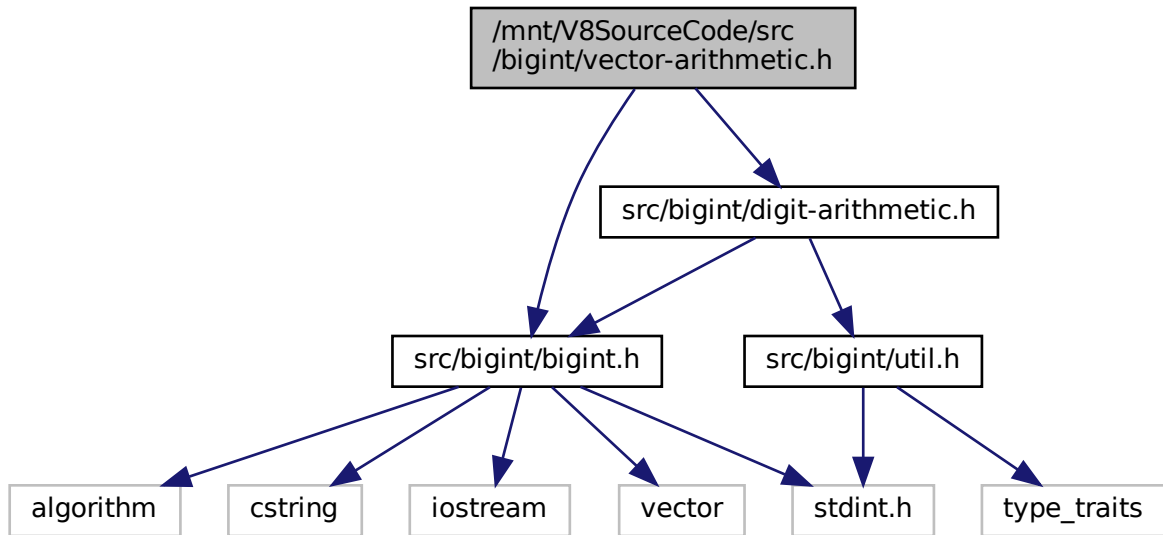 /mnt/V8SourceCode/src
/bigint/vector-arithmetic.h
src/bigint/digit-arithmetic.h
src/bigint/bigint.h
src/bigint/util.h
algorithm
cstring
iostream
vector
stdint.h
type_traits